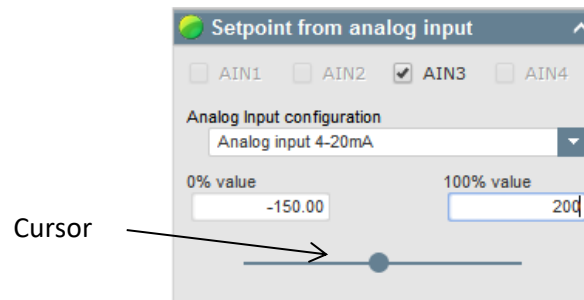 Setpoint from analog input
AIN1 AIN2 AIN3 AIN4
Analog Input configuration
Analog input 4-20mA
0% value 100% value
-150.00 200
Cursor